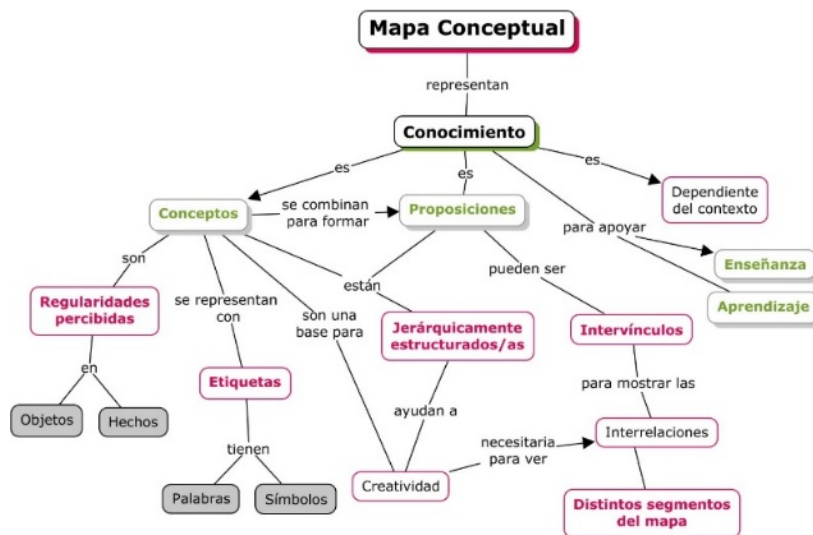 Mapa Conceptual
representan
Conocimiento
es
es
es
Dependiente
del contexto
Conceptos
se combinan
para formar
Proposiciones
para apoyar
Enseñanza
Aprendizaje
son
se representan
con
son una
base para
están
pueden ser
Regularidades
percibidas
Jerárquicamente
estructurados/as
Intervínculos
en
Etiquetas
para mostrar las
Objetos
Hechos
ayudan a
tienen
necesitaria
para ver
Interrelaciones
Palabras
Símbolos
Creatividad
Distintos segmentos
del mapa